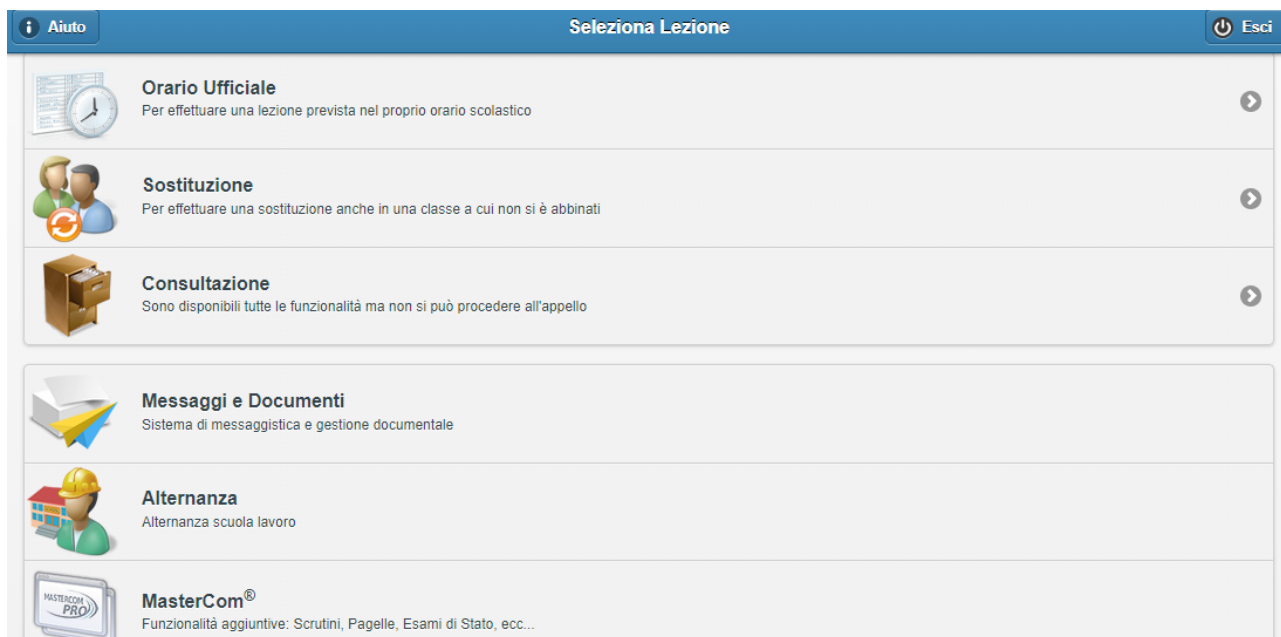 Aiuto
Seleziona Lezione
Esci
Orario Ufficiale
Per effettuare una lezione prevista nel proprio orario scolastico
Sostituzione
Per effettuare una sostituzione anche in una classe a cui non si è abbinati
Consultazione
Sono disponibili tutte le funzionalità ma non si può procedere all'appello
Messaggi e Documenti
Sistema di messaggistica e gestione documentale
Alternanza
Alternanza scuola lavoro
MASTERCOM
PRO
MasterCom®
Funzionalità aggiuntive: Scrutini, Pagelle, Esami di Stato, ecc...